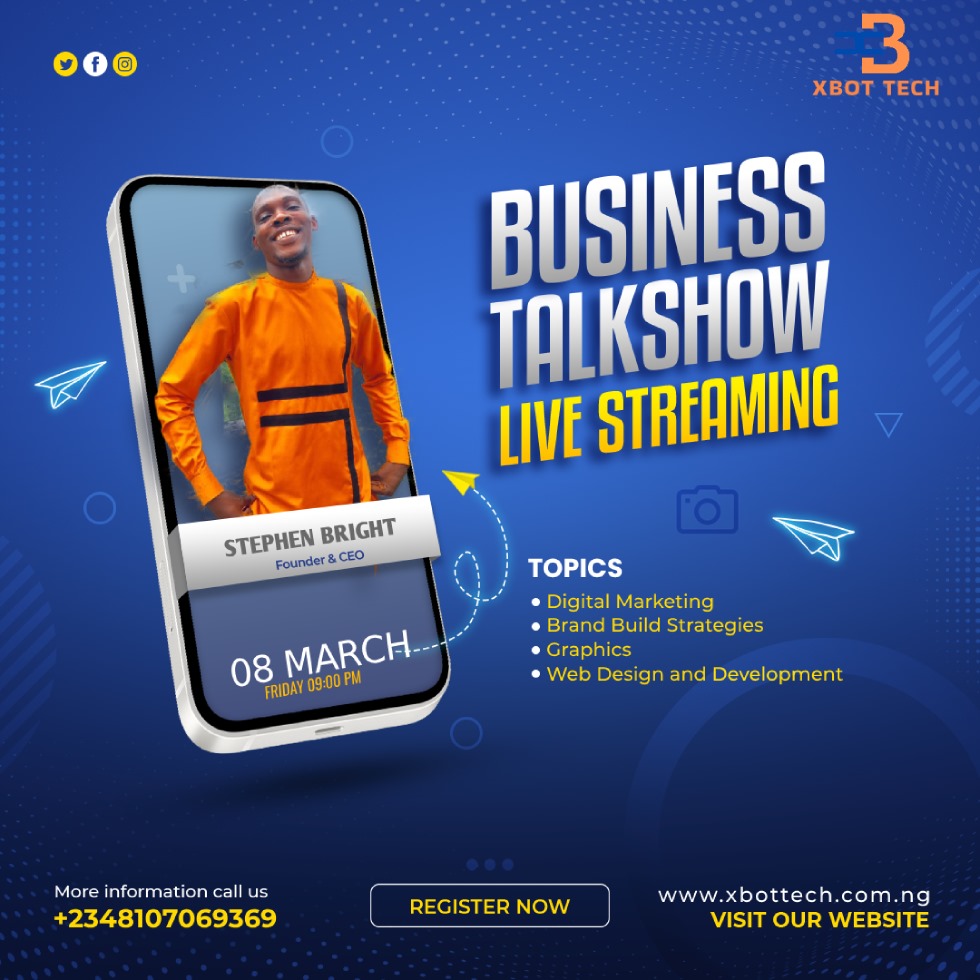 XBOT TECH
BUSINESS
TALKSHOW
LIVE STREAMING
STEPHEN BRIGHT
Founder & CEO
08 MARCH
FRIDAY 09:00 PM
TOPICS
Digital Marketing
Brand Build Strategies
Graphics
Web Design and Development
More information call us
+2348107069369
REGISTER NOW
www.xbottech.com.ng
VISIT OUR WEBSITE